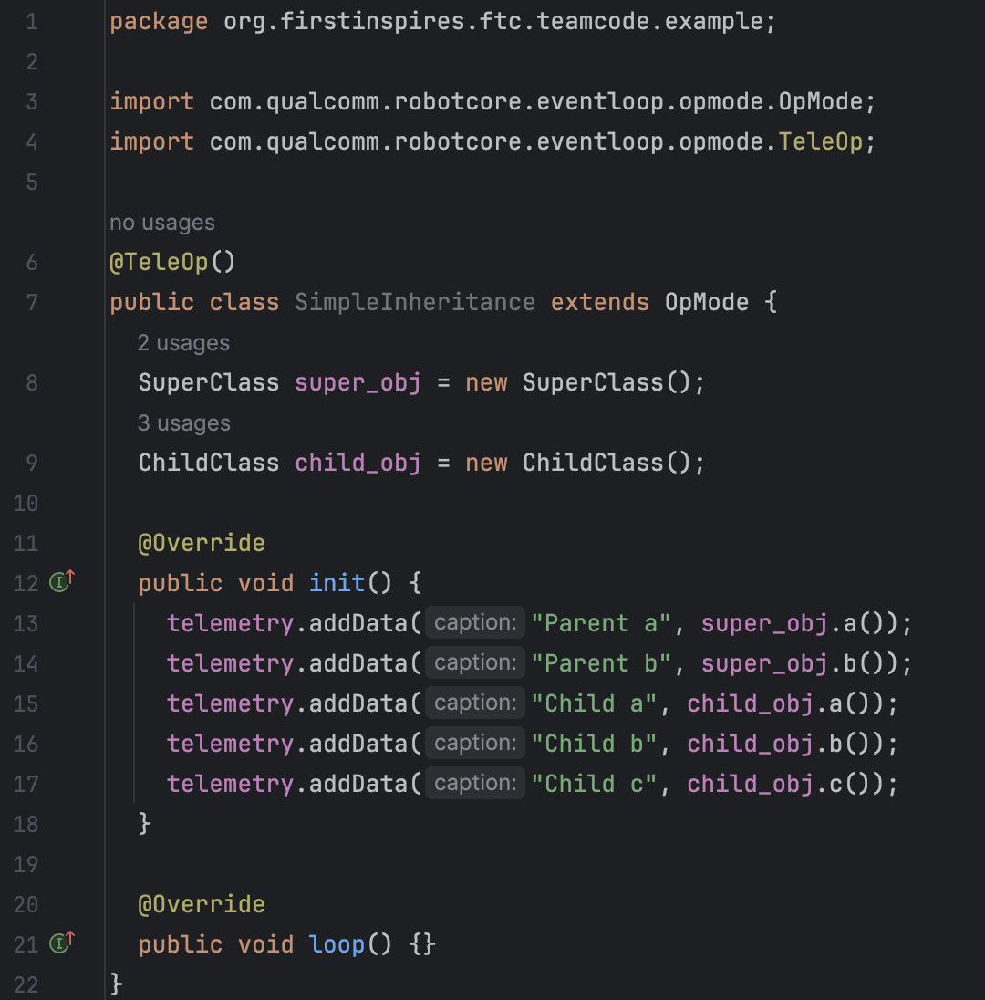 1 package org.firstinspires.ftc.teamcode.example;
2
3 import com.qualcomm.robotcore.eventloop.opmode.OpMode;
4 import com.qualcomm.robotcore.eventloop.opmode.TeleOp;
5
no usages
6 @TeleOp()
7 public class SimpleInheritance extends OpMode {
2 usages
8 SuperClass super_obj = new SuperClass();
3 usages
9 ChildClass child_obj = new ChildClass();
10
11 @Override
12 public void init() {
13 telemetry.addData( caption: "Parent a", super_obj.a());
14 telemetry.addData( caption: "Parent b", super_obj.b());
15 telemetry.addData( caption: "Child a", child_obj.a());
16 telemetry.addData( caption: "Child b", child_obj.b());
17 telemetry.addData( caption: "Child c", child_obj.c());
18 }
19
20 @Override
21 public void loop() {}
22 }